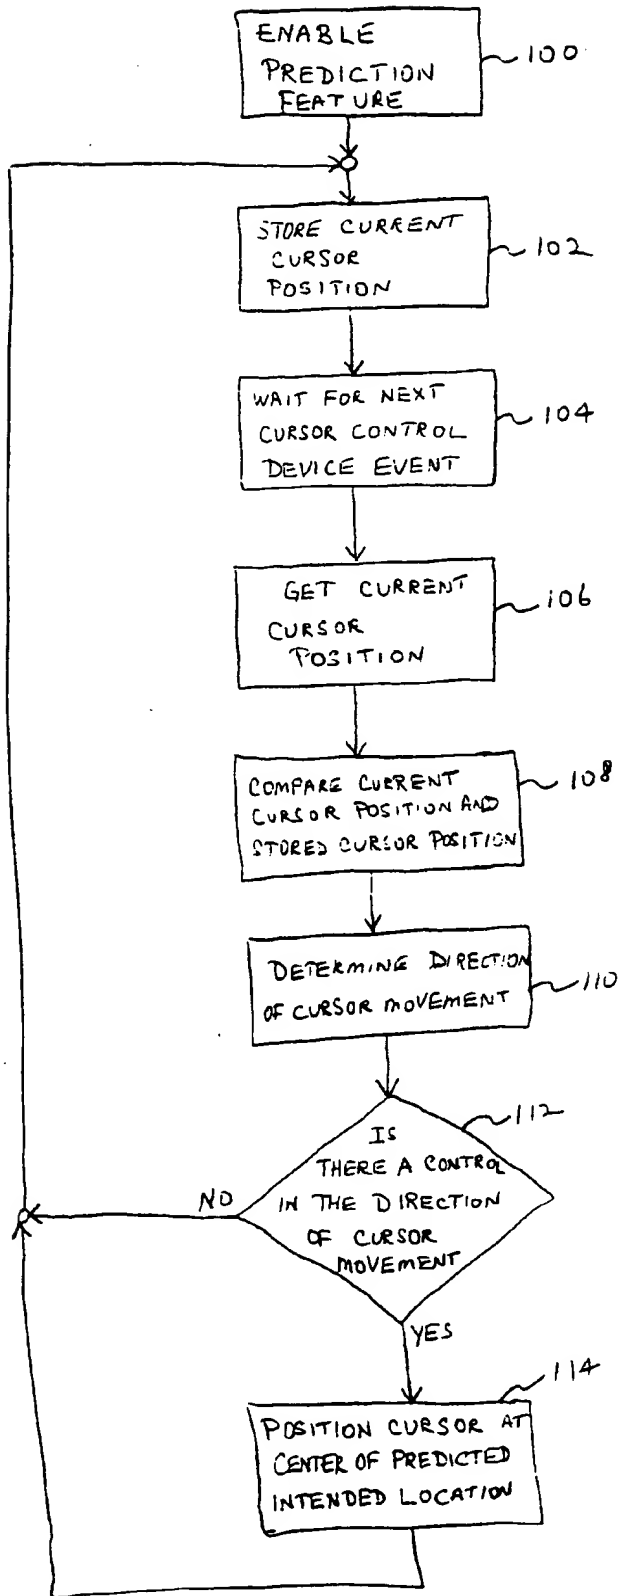 ENABLE
PREDICTION
FEATURE
100
STORE CURRENT
CURSOR
POSITION
102
WAIT FOR NEXT
CURSOR CONTROL
DEVICE EVENT
104
GET CURRENT
CURSOR
POSITION
106
COMPARE CURRENT
CURSOR POSITION AND
STORED CURSOR POSITION
108
DETERMINE DIRECTION
OF CURSOR MOVEMENT
110
112
IS
THERE A CONTROL
IN THE DIRECTION
OF CURSOR
MOVEMENT
NO
YES
114
POSITION CURSOR AT
CENTER OF PREDICTED
INTENDED LOCATION